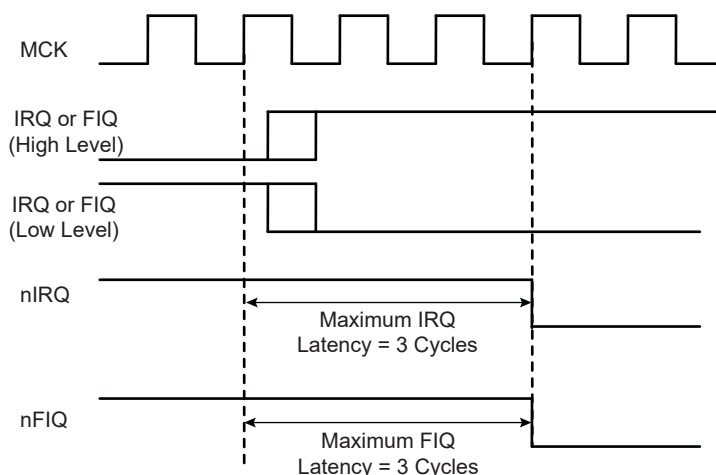 MCK
IRQ or FIQ
(High Level)
IRQ or FIQ
(Low Level)
nIRQ
Maximum IRQ
Latency = 3 Cycles
nFIQ
Maximum FIQ
Latency = 3 Cycles